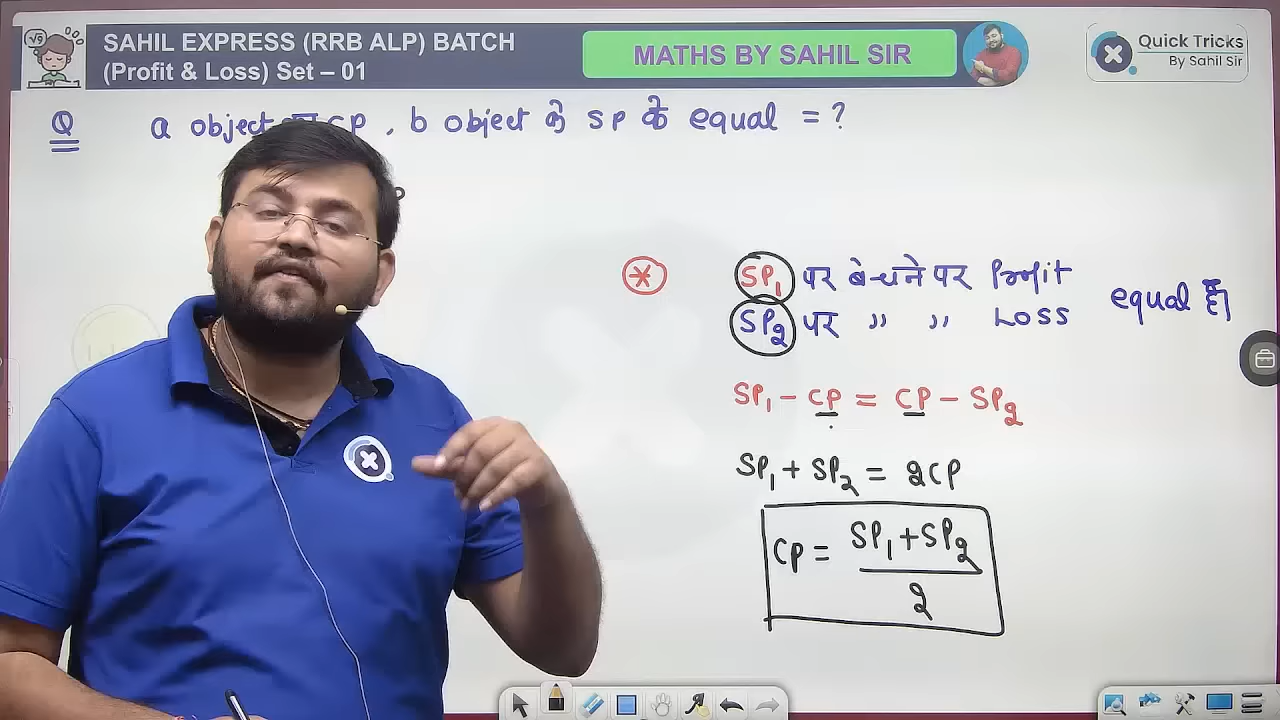 SAHIL EXPRESS (RRB ALP) BATCH
(Profit & Loss) Set – 01
MATHS BY SAHIL SIR
Quick Tricks
By Sahil Sir
Q a object CP , b object के SP के equal = ?
SP₁ पर बेचने पर Profit
SP₂ पर ,, ,, LOSS
equal हैं।
SP₁ – CP = CP – SP₂
SP₁ + SP₂ = 2CP
CP = SP₁+SP₂
2